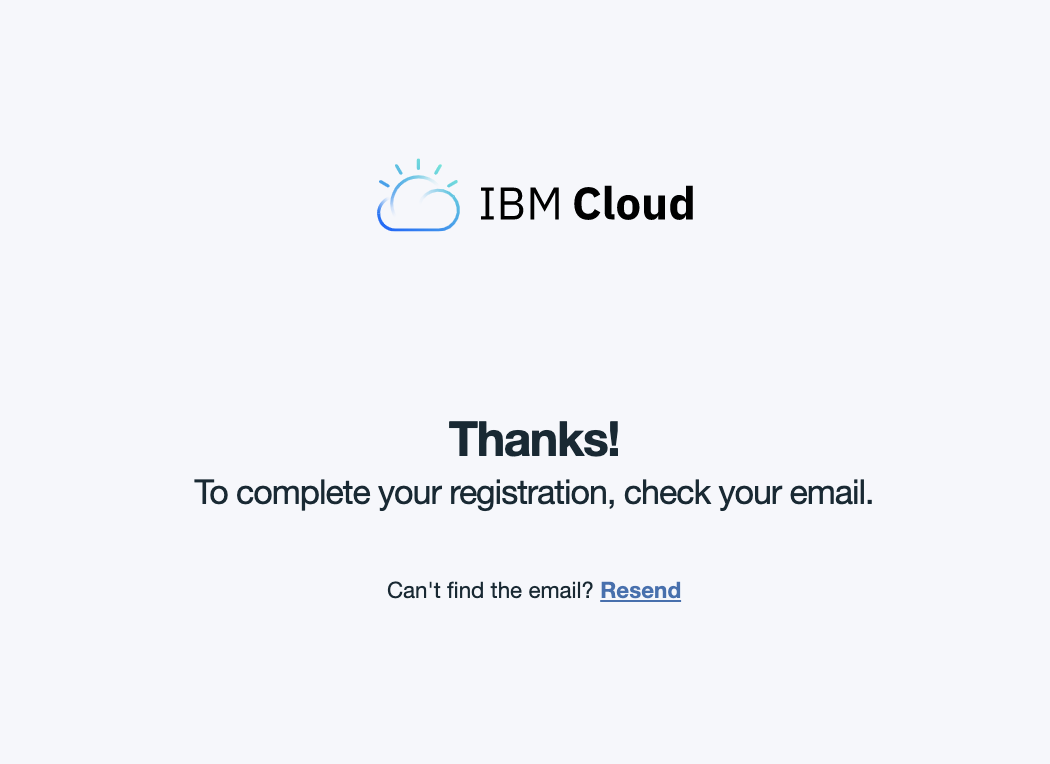 IBM Cloud
Thanks!
To complete your registration, check your email.
Can't find the email? Resend